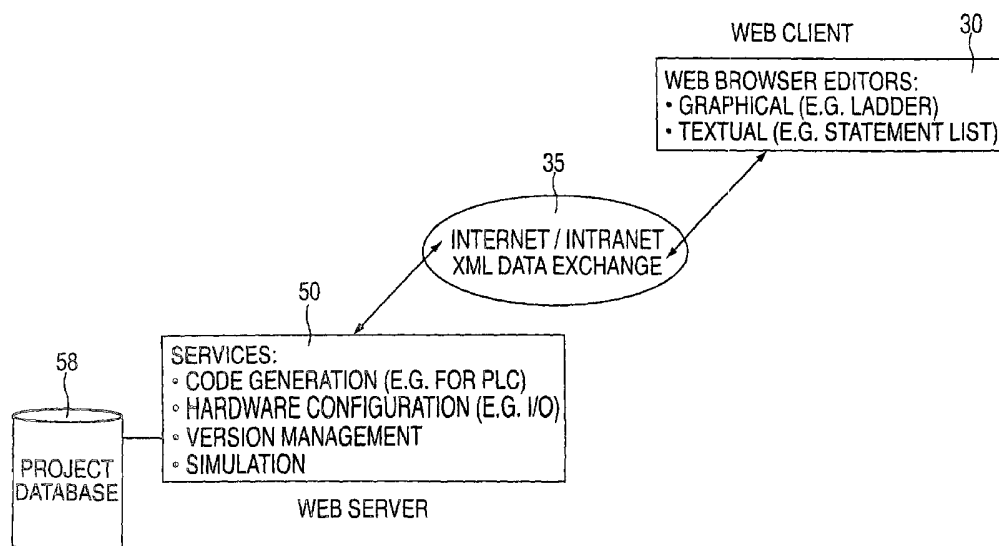 WEB CLIENT
30
WEB BROWSER EDITORS:
• GRAPHICAL (E.G. LADDER)
• TEXTUAL (E.G. STATEMENT LIST)
35
INTERNET / INTRANET
XML DATA EXCHANGE
50
SERVICES:
• CODE GENERATION (E.G. FOR PLC)
• HARDWARE CONFIGURATION (E.G. I/O)
• VERSION MANAGEMENT
• SIMULATION
58
PROJECT
DATABASE
WEB SERVER